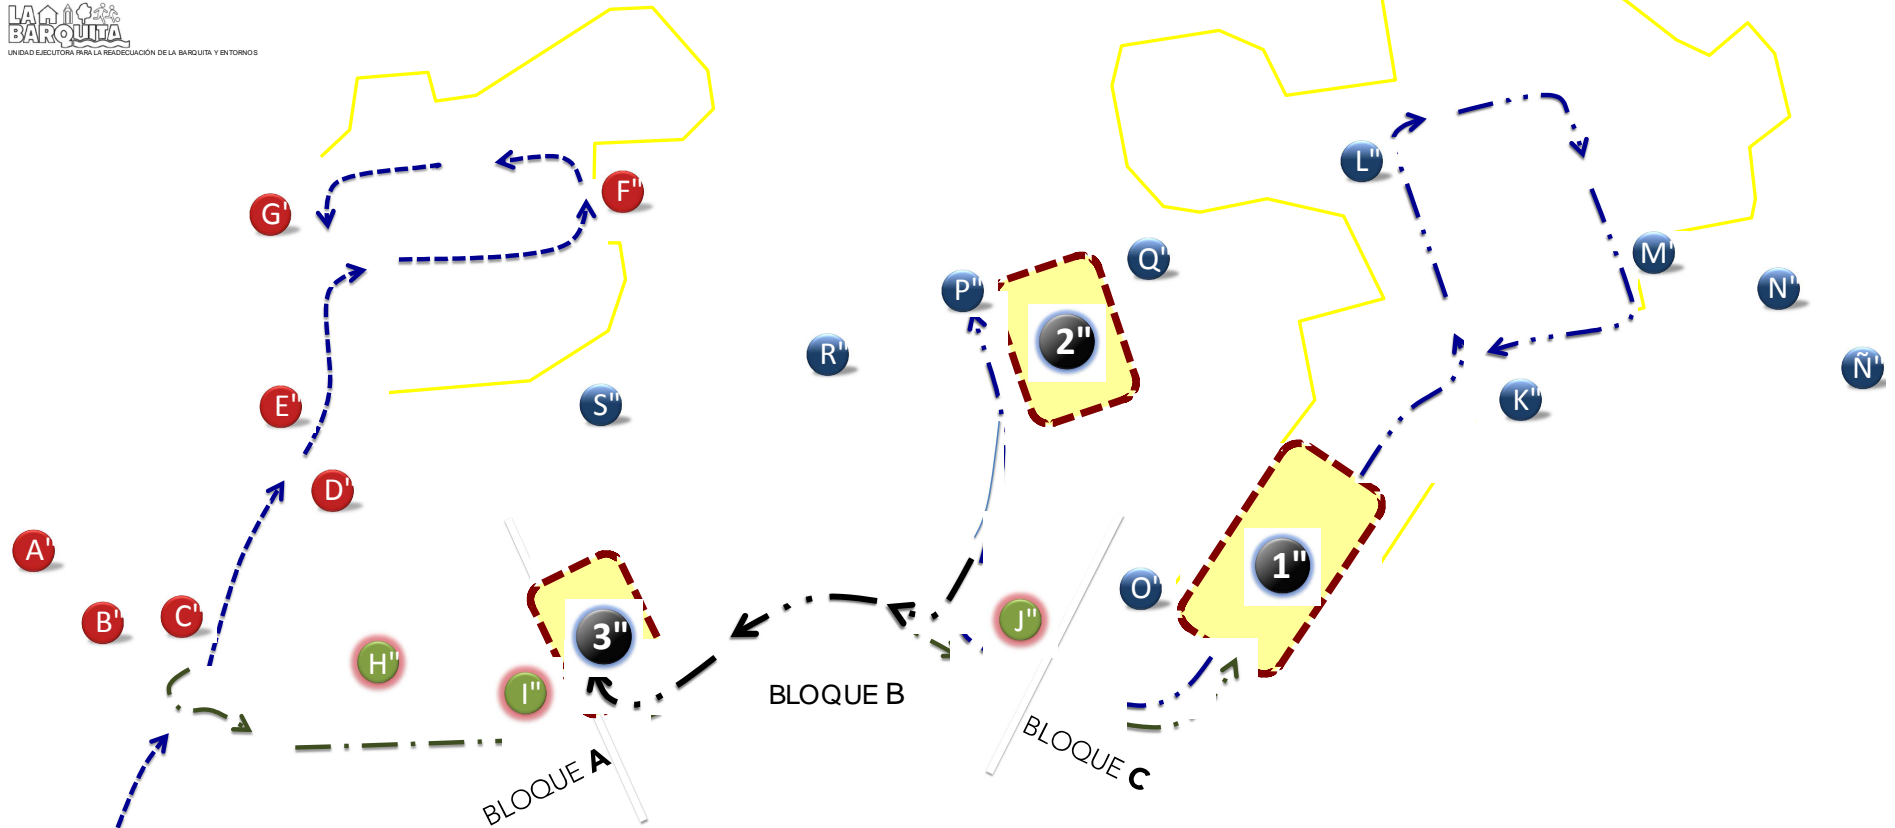 LA
BARQUITA
UNIDAD EJECUTORA PARA LA READECUACIÓN DE LA BARQUITA Y ENTORNOS
L"
F"
G'
M'
Q'
P"
N'
2"
R"
Ñ'
K"
E"
S"
D'
A'
1"
O'
C'
B"
J"
3"
H"
I"
BLOQUE B
BLOQUE A
BLOQUE C